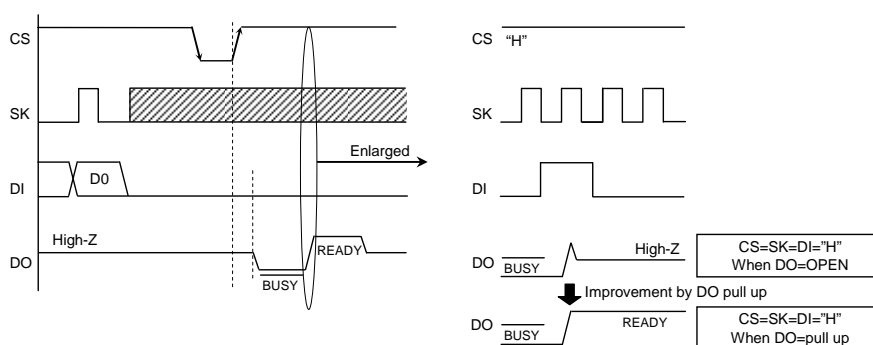 CS
SK
DI
D0
High-Z
DO
BUSY
READY
Enlarged
CS
“H”
SK
DI
DO
BUSY
High-Z
CS=SK=DI=”H”
When DO=OPEN
Improvement by DO pull up
DO
BUSY
READY
CS=SK=DI=”H”
When DO=pull up